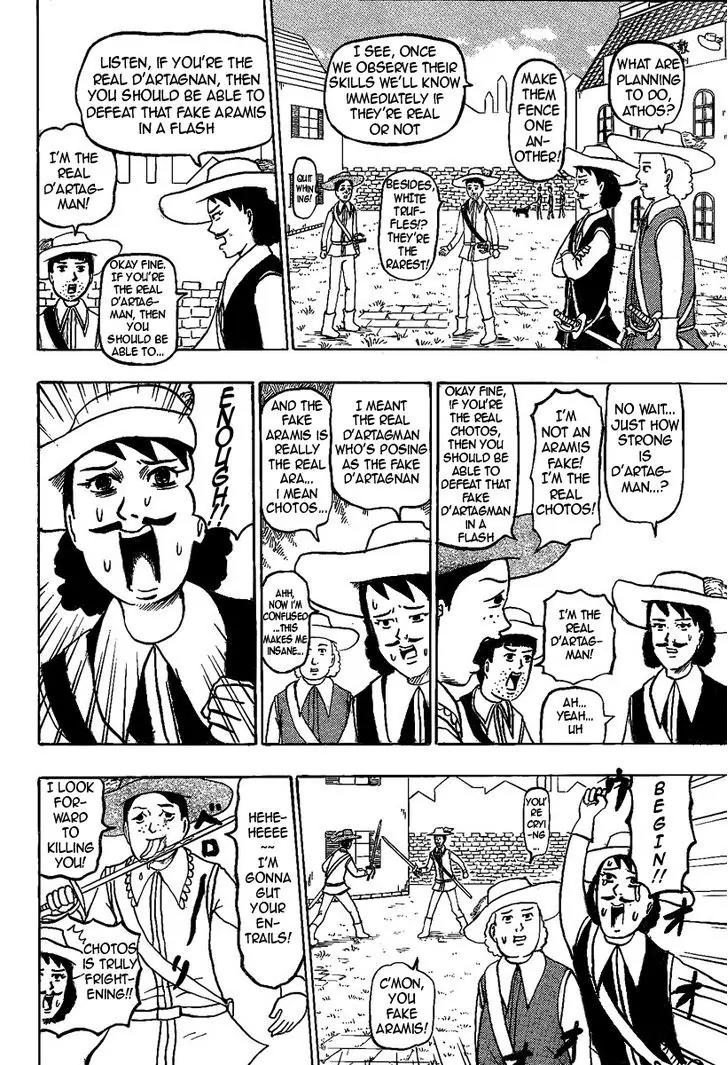 WHAT ARE
PLANNING
TO DO,
ATHOS?
MAKE
THEM
FENCE
ONE
AN-
OTHER!
I SEE, ONCE
WE OBSERVE THEIR
SKILLS WE'LL KNOW
IMMEDIATELY IF
THEY'RE REAL
OR NOT
BESIDES,
WHITE
TRUF-
FLES!?
THEY'RE
THE
RAREST!
QUIT
WHIN-
ING!
LISTEN, IF YOU'RE THE
REAL D'ARTAGNAN, THEN
YOU SHOULD BE ABLE TO
DEFEAT THAT FAKE ARAMIS
IN A FLASH
I'M THE
REAL
D'ARTAG-
MAN!
OKAY FINE,
IF YOU'RE
THE REAL
D'ARTAG-
MAN, THEN
YOU
SHOULD BE
ABLE TO...
NO WAIT...
JUST HOW
STRONG
IS
D'ARTAG-
MAN...?
I'M
NOT AN
ARAMIS
FAKE!
I'M THE
REAL
CHOTOS!
OKAY FINE,
IF YOU'RE
THE REAL
CHOTOS,
THEN YOU
SHOULD BE
ABLE TO
DEFEAT THAT
FAKE
D'ARTAGMAN
IN A
FLASH
I'M THE
REAL
D'ARTAG-
MAN!
AH...
YEAH...
UH
I MEANT
THE REAL
D'ARTAGMAN
WHO'S POSING
AS THE FAKE
D'ARTAGNAN
AND THE
FAKE
ARAMIS IS
REALLY
THE REAL
ARA...
I MEAN
CHOTOS...
AHH,
NOW I'M
CONFUSED
...THIS
MAKES ME
INSANE...
ENOUGH!!
BEGIN!!
YOU'RE
CRYI-
NG...
C'MON,
YOU
FAKE
ARAMIS!
HEHE-
HEEEE
~~
I'M
GONNA
GUT
YOUR
EN-
TRAILS!
ベロ
I LOOK
FOR-
WARD
TO
KILLING
YOU!
CHOTOS
IS TRULY
FRIGHT-
ENING!!